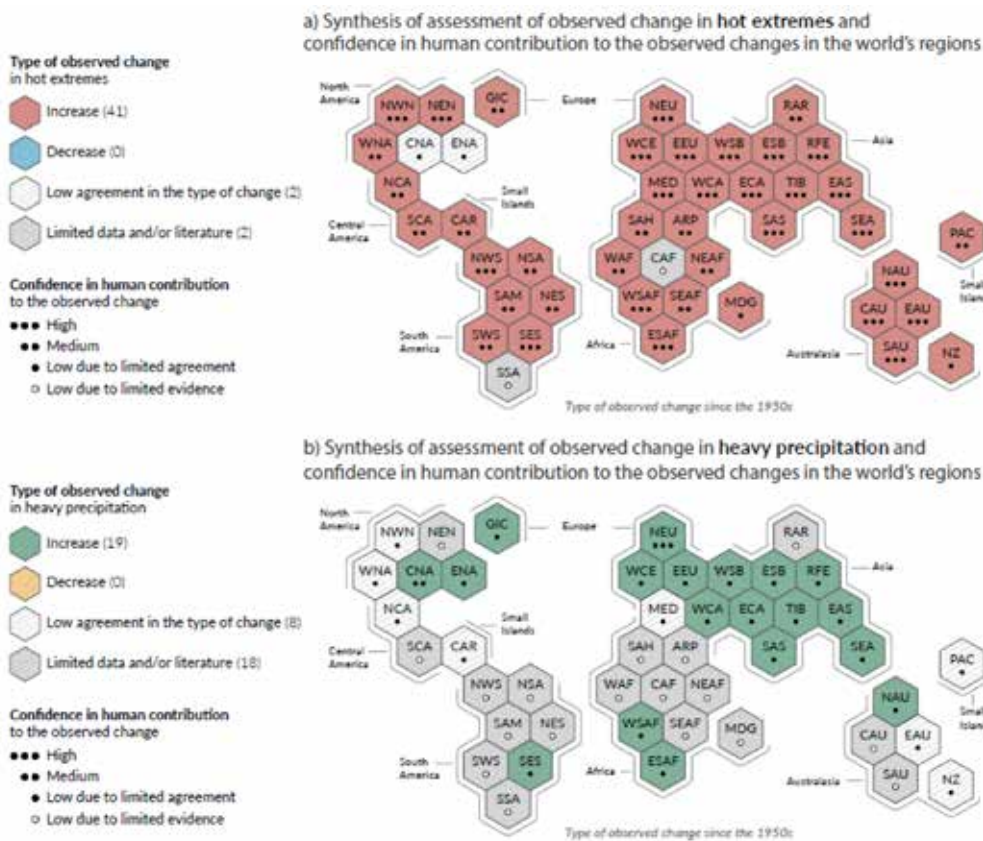 a) Synthesis of assessment of observed change in hot extremes and
confidence in human contribution to the observed changes in the world's regions
Type of observed change
in hot extremes
Increase (41)
Decrease (0)
Low agreement in the type of change (2)
Limited data and/or literature (2)
Confidence in human contribution
to the observed change
High
Medium
Low due to limited agreement
Low due to limited evidence
North
America
NWN NEN GIC
Europe
NEU RAR
WNA CNA ENA
WCE EEU WSB ESB RFE
Asia
NCA
MED WCA ECA TIB EAS
Small
Islands
Central
America
SCA CAR
SAH ARP SAS SEA
PAC
NWS NSA
WAF CAF NEAF
NAU
Small
Island
SAM NES
WSAF SEAF MDG
CAU EAU
South
America
SWS SES
Africa
ESAF
Australasia
SAU NZ
SSA
Type of observed change since the 1950s
b) Synthesis of assessment of observed change in heavy precipitation and
confidence in human contribution to the observed changes in the world's regions
Type of observed change
in heavy precipitation
Increase (19)
Decrease (0)
Low agreement in the type of change (8)
Limited data and/or literature (18)
Confidence in human contribution
to the observed change
High
Medium
Low due to limited agreement
Low due to limited evidence
North
America
NWN NEN GIC
Europe
NEU RAR
WNA CNA ENA
WCE EEU WSB ESB RFE
Asia
NCA
MED WCA ECA TIB EAS
Small
Islands
Central
America
SCA CAR
SAH ARP SAS SEA
PAC
NWS NSA
WAF CAF NEAF
NAU
Small
Island
SAM NES
WSAF SEAF MDG
CAU EAU
South
America
SWS SES
Africa
ESAF
Australasia
SAU NZ
SSA
Type of observed change since the 1950s